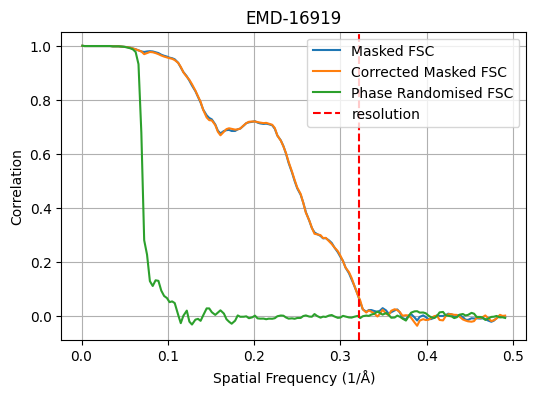 EMD-16919
Masked FSC
Corrected Masked FSC
Phase Randomised FSC
resolution
Correlation
1.0
0.8
0.6
0.4
0.2
0.0
0.0 0.1 0.2 0.3 0.4 0.5
Spatial Frequency (1/Å)